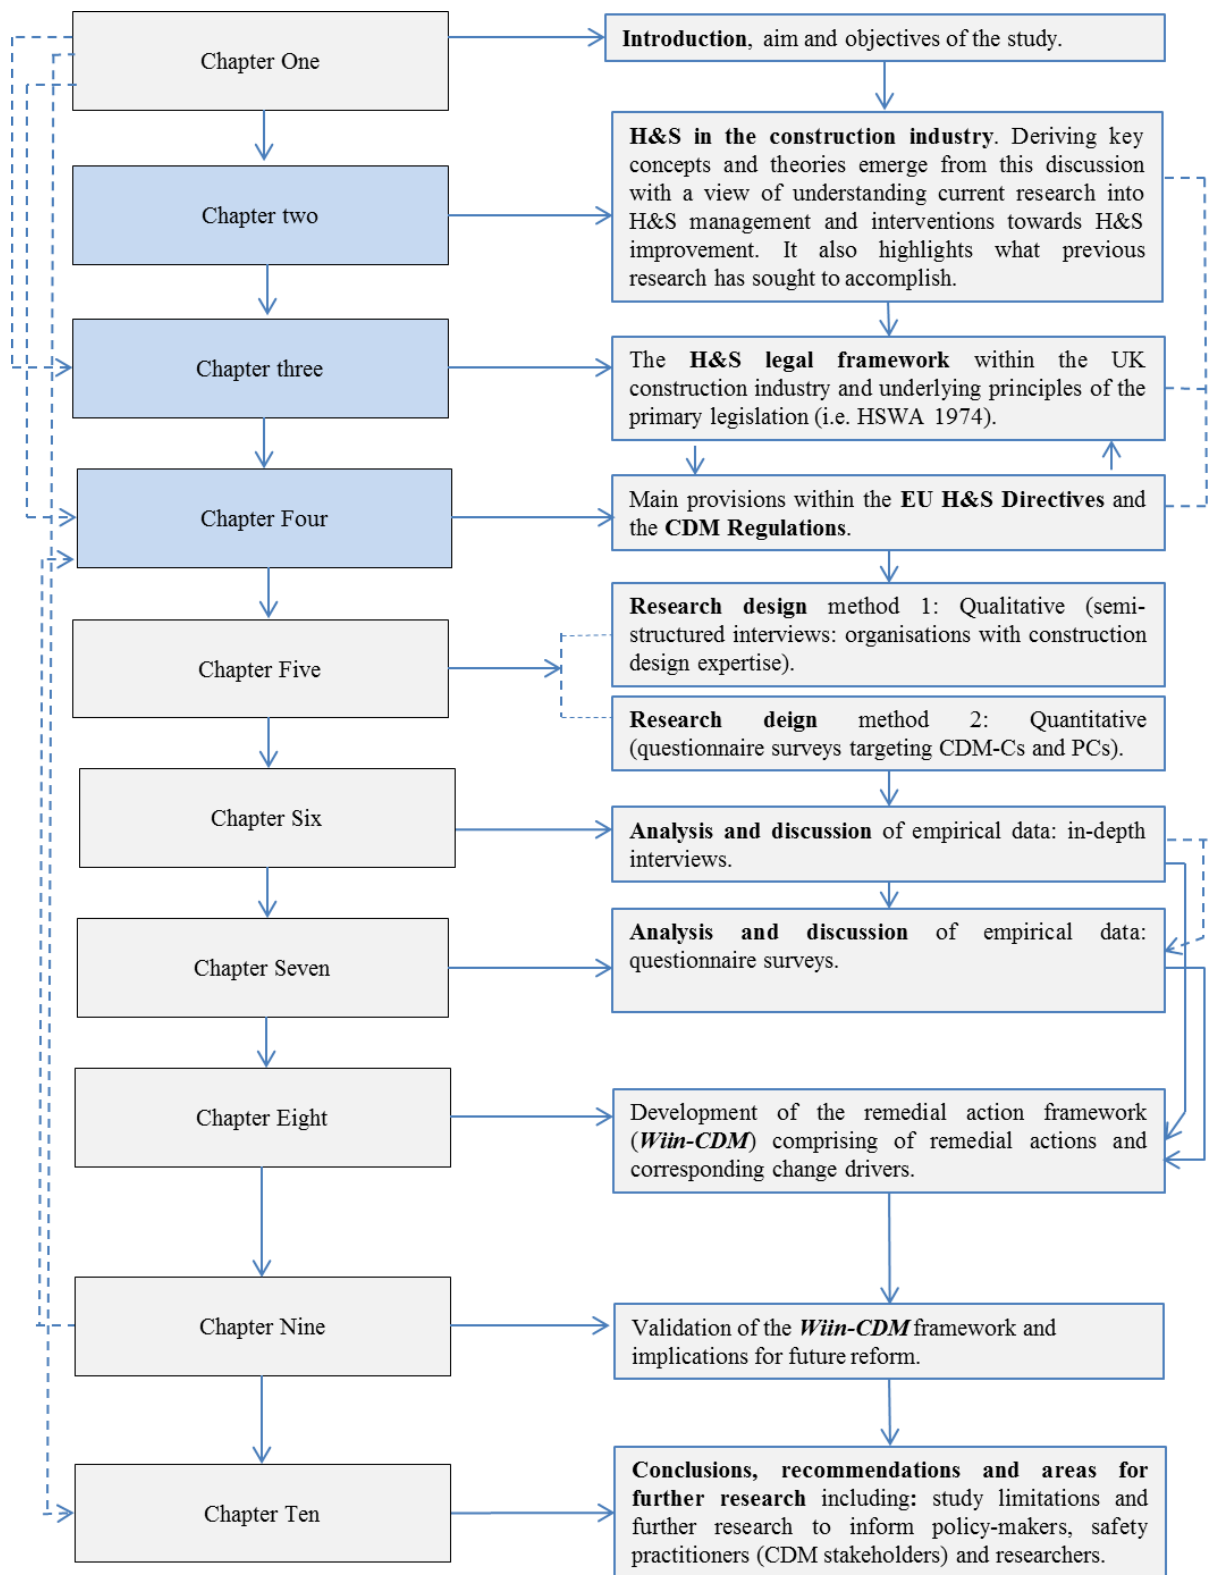 Chapter One
Introduction, aim and objectives of the study.
Chapter two
H&S in the construction industry. Deriving key
concepts and theories emerge from this discussion
with a view of understanding current research into
H&S management and interventions towards H&S
improvement. It also highlights what previous
research has sought to accomplish.
Chapter three
The H&S legal framework within the UK
construction industry and underlying principles of the
primary legislation (i.e. HSWA 1974).
Chapter Four
Main provisions within the EU H&S Directives and
the CDM Regulations.
Chapter Five
Research design method 1: Qualitative (semi-
structured interviews: organisations with construction
design expertise).
Research deign method 2: Quantitative
(questionnaire surveys targeting CDM-Cs and PCs).
Chapter Six
Analysis and discussion of empirical data: in-depth
interviews.
Chapter Seven
Analysis and discussion of empirical data:
questionnaire surveys.
Chapter Eight
Development of the remedial action framework
(Wiin-CDM) comprising of remedial actions and
corresponding change drivers.
Chapter Nine
Validation of the Wiin-CDM framework and
implications for future reform.
Chapter Ten
Conclusions, recommendations and areas for
further research including: study limitations and
further research to inform policy-makers, safety
practitioners (CDM stakeholders) and researchers.